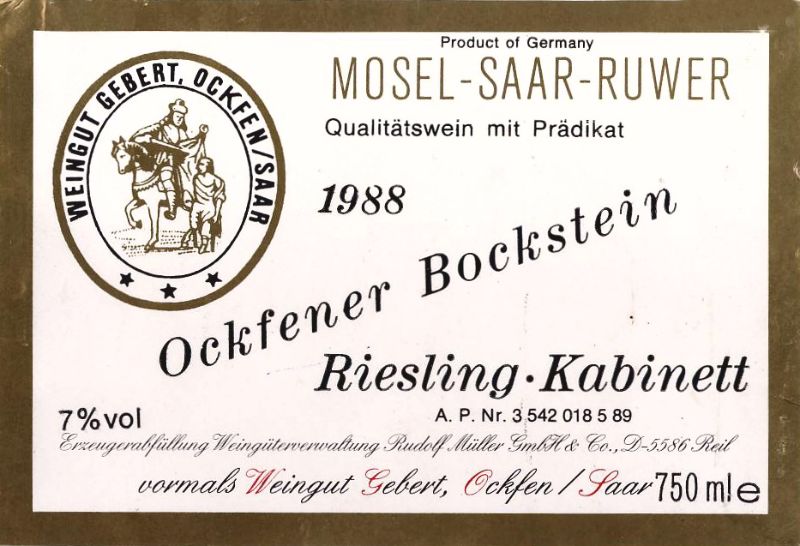 WEINGUT GEBERT, OCKFEN/SAAR
Product of Germany
MOSEL-SAAR-RUWER
Qualitätswein mit Prädikat
1988
Ockfener Bockstein
Riesling·Kabinett
7%vol
A. P. Nr. 3 542 018 5 89
Erzeugerabfüllung Weingüterverwaltung Rudolf Müller GmbH & Co., D-5586 Reil
vormals Weingut Gebert, Ockfen / Saar 750 ml e